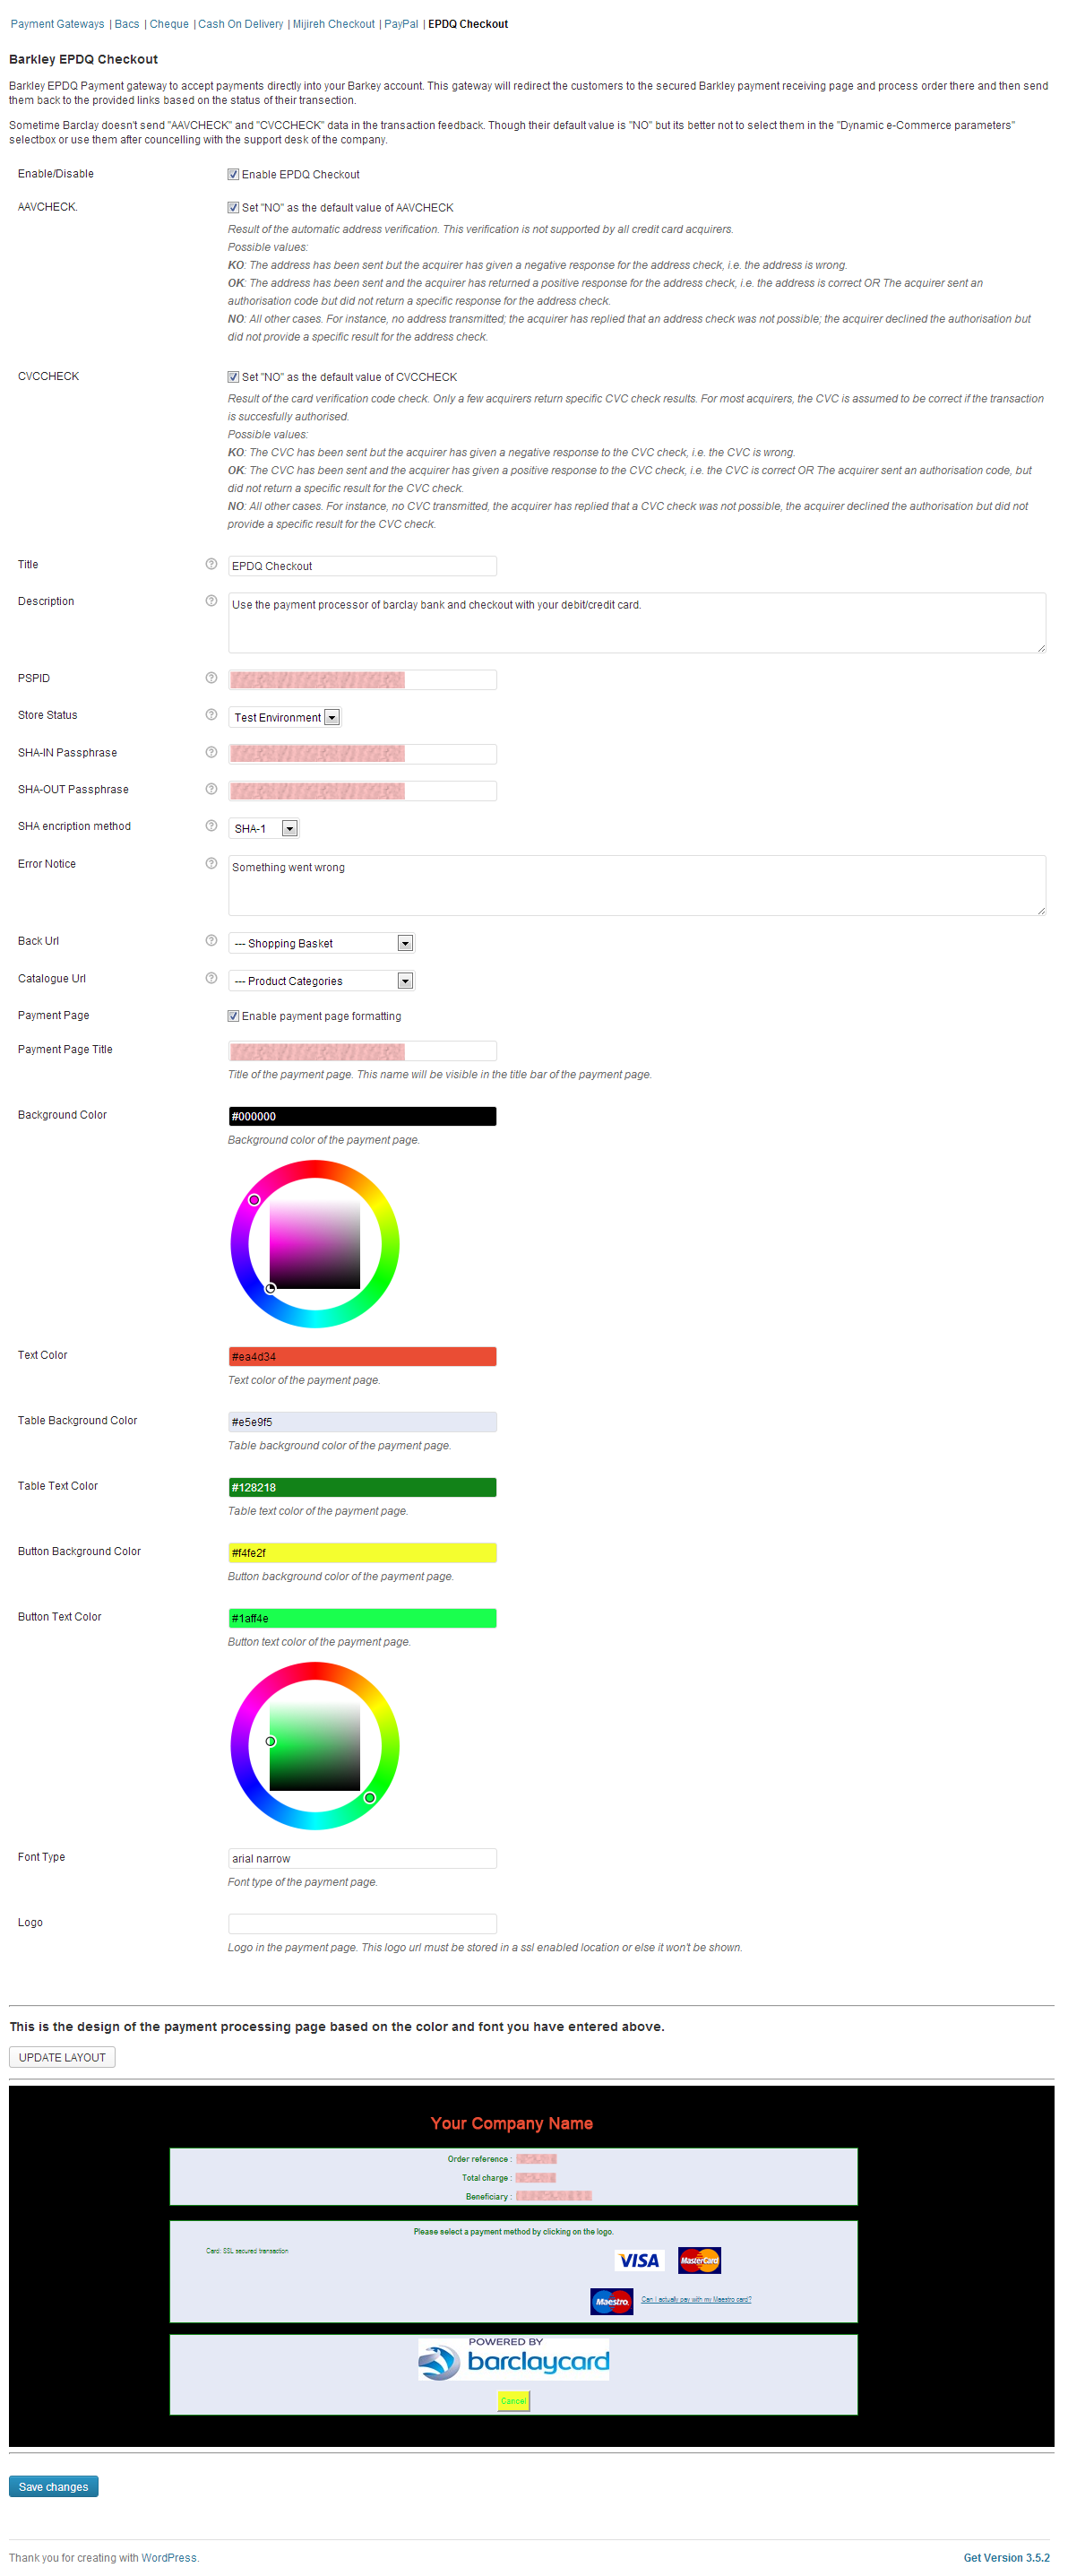 Payment Gateways | Bacs | Cheque | Cash On Delivery | Mijireh Checkout | PayPal | EPDQ Checkout
Barkley EPDQ Checkout
Barkley EPDQ Payment gateway to accept payments directly into your Barkey account. This gateway will redirect the customers to the secured Barkley payment receiving page and process order there and then send
them back to the provided links based on the status of their transection.
Sometime Barclay doesn't send "AAVCHECK" and "CVCCHECK" data in the transaction feedback. Though their default value is "NO" but its better not to select them in the "Dynamic e-Commerce parameters"
selectbox or use them after councelling with the support desk of the company.
Enable/Disable
Enable EPDQ Checkout
AAVCHECK.
Set "NO" as the default value of AAVCHECK
Result of the automatic address verification. This verification is not supported by all credit card acquirers.
Possible values:
KO: The address has been sent but the acquirer has given a negative response for the address check, i.e. the address is wrong.
OK: The address has been sent and the acquirer has returned a positive response for the address check, i.e. the address is correct OR The acquirer sent an
authorisation code but did not return a specific response for the address check.
NO: All other cases. For instance, no address transmitted; the acquirer has replied that an address check was not possible; the acquirer declined the authorisation but
did not provide a specific result for the address check.
CVCCHECK
Set "NO" as the default value of CVCCHECK
Result of the card verification code check. Only a few acquirers return specific CVC check results. For most acquirers, the CVC is assumed to be correct if the transaction
is succesfully authorised.
Possible values:
KO: The CVC has been sent but the acquirer has given a negative response to the CVC check, i.e. the CVC is wrong.
OK: The CVC has been sent and the acquirer has given a positive response to the CVC check, i.e. the CVC is correct OR The acquirer sent an authorisation code, but
did not return a specific result for the CVC check.
NO: All other cases. For instance, no CVC transmitted, the acquirer has replied that a CVC check was not possible, the acquirer declined the authorisation but did not
provide a specific result for the CVC check.
Title
EPDQ Checkout
Description
Use the payment processor of barclay bank and checkout with your debit/credit card.
PSPID
Store Status
Test Environment
SHA-IN Passphrase
SHA-OUT Passphrase
SHA encription method
SHA-1
Error Notice
Something went wrong
Back Url
--- Shopping Basket
Catalogue Url
--- Product Categories
Payment Page
Enable payment page formatting
Payment Page Title
Title of the payment page. This name will be visible in the title bar of the payment page.
Background Color
#000000
Background color of the payment page.
Text Color
#ea4d34
Text color of the payment page.
Table Background Color
#e5e9f5
Table background color of the payment page.
Table Text Color
#128218
Table text color of the payment page.
Button Background Color
#f4fe2f
Button background color of the payment page.
Button Text Color
#1aff4e
Button text color of the payment page.
Font Type
arial narrow
Font type of the payment page.
Logo
Logo in the payment page. This logo url must be stored in a ssl enabled location or else it won't be shown.
This is the design of the payment processing page based on the color and font you have entered above.
UPDATE LAYOUT
Your Company Name
Order reference :
Total charge :
Beneficiary :
Please select a payment method by clicking on the logo.
Card: SSL secured transaction
VISA MasterCard
Maestro Can I actually pay with my Maestro card?
POWERED BY
barclaycard
Cancel
Save changes
Thank you for creating with WordPress.
Get Version 3.5.2